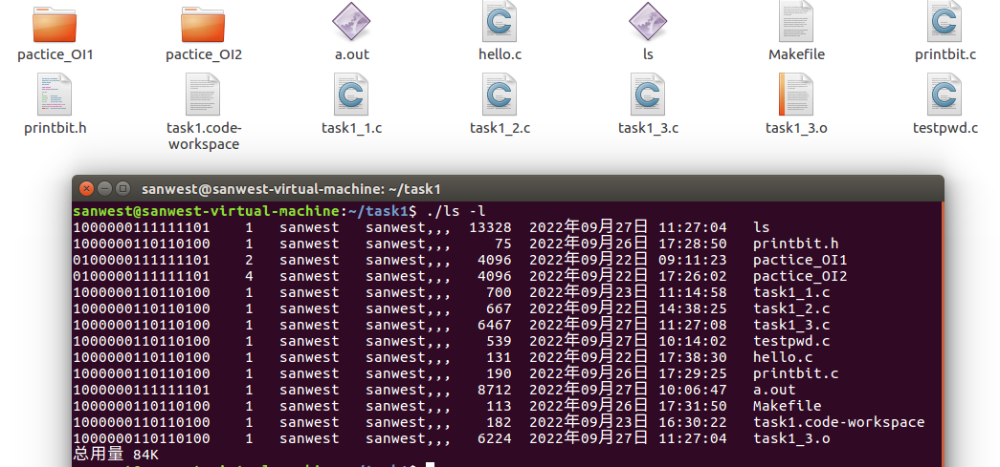 pactice_OI1 pactice_OI2 a.out hello.c ls Makefile printbit.c
printbit.h task1.code-workspace task1_1.c task1_2.c task1_3.c task1_3.o testpwd.c
sanwest@sanwest-virtual-machine: ~/task1
sanwest@sanwest-virtual-machine:~/task1$ ./ls -l
1000000111111101 1 sanwest sanwest,,, 13328 2022年09月27日 11:27:04 ls
1000000110110100 1 sanwest sanwest,,, 75 2022年09月26日 17:28:50 printbit.h
0100000111111101 2 sanwest sanwest,,, 4096 2022年09月22日 09:11:23 pactice_OI1
0100000111111101 4 sanwest sanwest,,, 4096 2022年09月22日 17:26:02 pactice_OI2
1000000110110100 1 sanwest sanwest,,, 700 2022年09月23日 11:14:58 task1_1.c
1000000110110100 1 sanwest sanwest,,, 667 2022年09月22日 14:38:25 task1_2.c
1000000110110100 1 sanwest sanwest,,, 6467 2022年09月27日 11:27:08 task1_3.c
1000000110110100 1 sanwest sanwest,,, 539 2022年09月27日 10:14:02 testpwd.c
1000000110110100 1 sanwest sanwest,,, 131 2022年09月22日 17:38:30 hello.c
1000000110110100 1 sanwest sanwest,,, 190 2022年09月26日 17:29:25 printbit.c
1000000111111101 1 sanwest sanwest,,, 8712 2022年09月27日 10:06:47 a.out
1000000110110100 1 sanwest sanwest,,, 113 2022年09月26日 17:31:50 Makefile
1000000110110100 1 sanwest sanwest,,, 182 2022年09月23日 16:30:22 task1.code-workspace
1000000110110100 1 sanwest sanwest,,, 6224 2022年09月27日 11:27:04 task1_3.o
总用量 84K